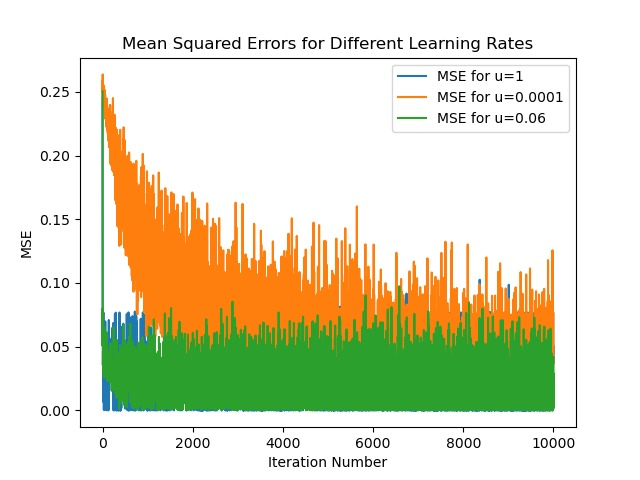 Mean Squared Errors for Different Learning Rates
MSE for u=1
MSE for u=0.0001
MSE for u=0.06
0.25
0.20
0.15
0.10
0.05
0.00
MSE
0 2000 4000 6000 8000 10000
Iteration Number